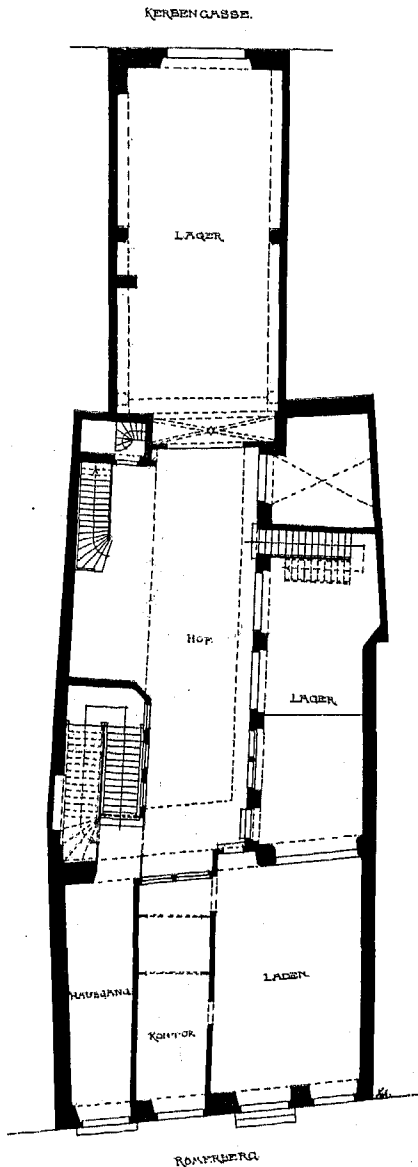 KERBENGASSE.
LAGER
HOF.
LAGER
LADEN.
HAUSGANG
KONTOR
RÖMERBERG